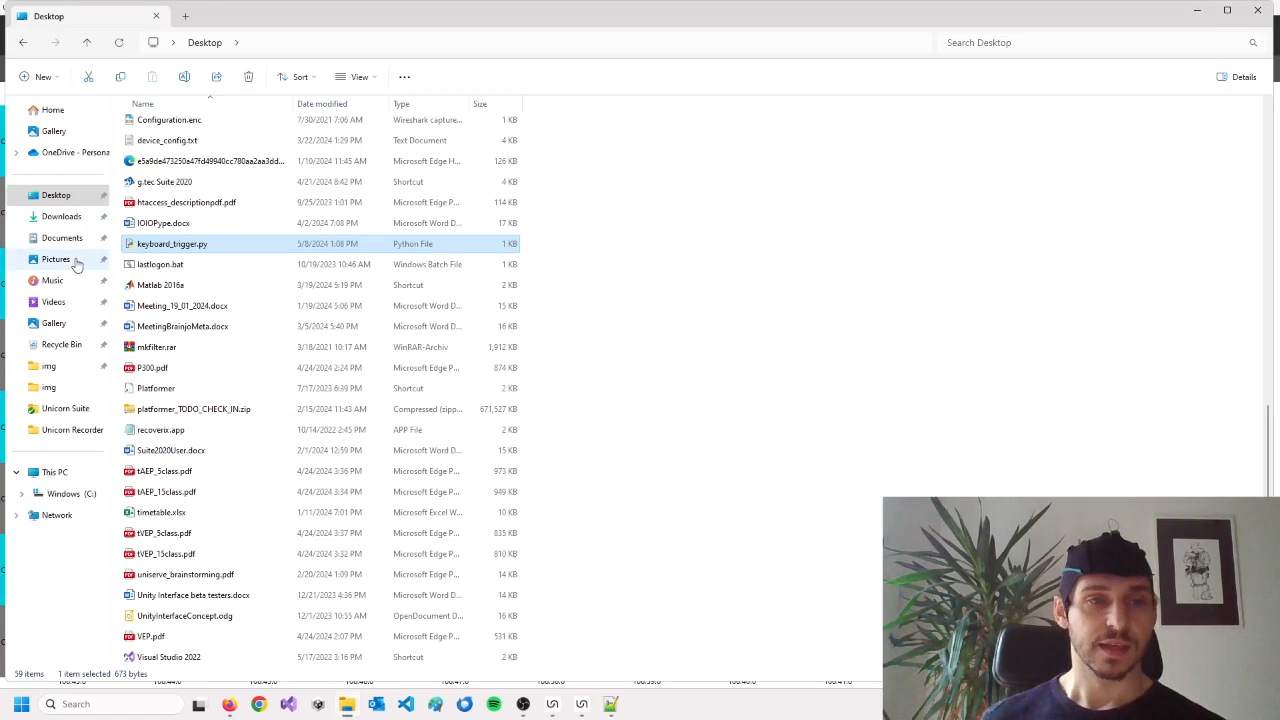 Desktop
Desktop
Search Desktop
New
Sort
View
Details
Name Date modified Type Size
Home
Gallery
OneDrive - Persona
Desktop
Downloads
Documents
Pictures
Music
Videos
Gallery
Recycle Bin
img
img
Unicorn Suite
Unicorn Recorder
This PC
Windows (C:)
Network
Configuration.enc 7/30/2021 7:06 AM Wireshark capture... 1 KB
device_config.txt 3/22/2024 1:29 PM Text Document 4 KB
e5a9de473250a47fd49940cc780aa2aa3dd... 1/10/2024 11:45 AM Microsoft Edge H... 126 KB
g.tec Suite 2020 4/21/2024 8:42 PM Shortcut 4 KB
htaccess_descriptionpdf.pdf 9/25/2023 1:01 PM Microsoft Edge P... 114 KB
IOIOPype.docx 4/2/2024 7:08 PM Microsoft Word D... 17 KB
keyboard_trigger.py 5/8/2024 1:08 PM Python File 1 KB
lastlogon.bat 10/19/2023 10:46 AM Windows Batch File 1 KB
Matlab 2016a 3/19/2024 5:19 PM Shortcut 2 KB
Meeting_19_01_2024.docx 1/19/2024 5:06 PM Microsoft Word D... 15 KB
MeetingBrainjoMeta.docx 3/5/2024 5:40 PM Microsoft Word D... 16 KB
mkfilter.rar 3/18/2021 10:17 AM WinRAR-Archiv 1,912 KB
P300.pdf 4/24/2024 2:24 PM Microsoft Edge P... 874 KB
Platformer 7/17/2023 6:39 PM Shortcut 2 KB
platformer_TODO_CHECK_IN.zip 2/15/2024 11:43 AM Compressed (zipp... 671,527 KB
recoverix.app 10/14/2022 2:45 PM APP File 2 KB
Suite2020User.docx 2/1/2024 12:59 PM Microsoft Word D... 15 KB
tAEP_5class.pdf 4/24/2024 3:36 PM Microsoft Edge P... 973 KB
tAEP_15class.pdf 4/24/2024 3:34 PM Microsoft Edge P... 949 KB
timetable.xlsx 1/11/2024 7:01 PM Microsoft Excel W... 10 KB
tVEP_5class.pdf 4/24/2024 3:37 PM Microsoft Edge P... 835 KB
tVEP_15class.pdf 4/24/2024 3:32 PM Microsoft Edge P... 810 KB
uniserve_brainstorming.pdf 2/20/2024 1:09 PM Microsoft Edge P... 14 KB
Unity Interface beta testers.docx 12/21/2023 4:36 PM Microsoft Word D... 14 KB
UnityInterfaceConcept.odg 12/1/2023 10:55 AM OpenDocument D... 16 KB
VEP.pdf 4/24/2024 2:07 PM Microsoft Edge P... 531 KB
Visual Studio 2022 5/17/2022 3:16 PM Shortcut 2 KB
59 items 1 item selected 673 bytes
Search